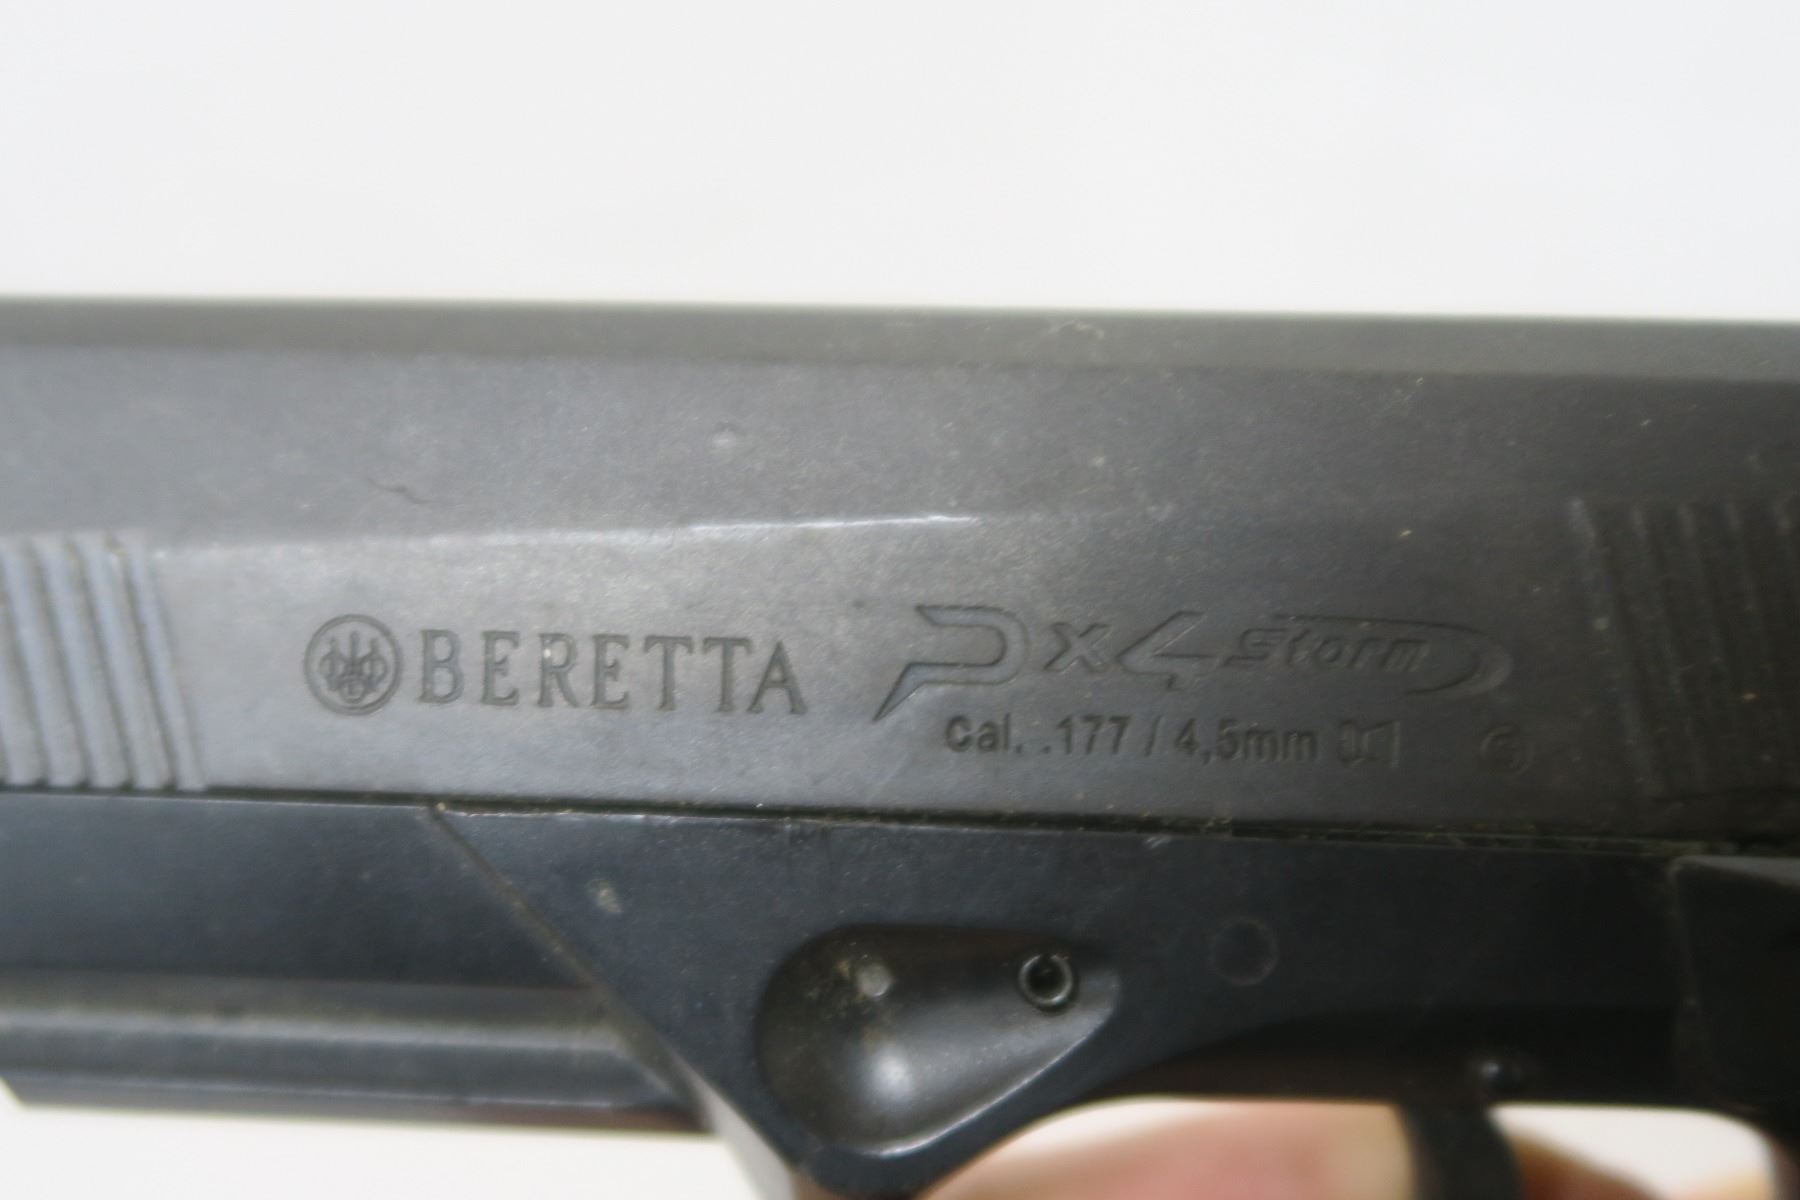 BERETTA Px4 Storm
Cal. .177 / 4,5mm